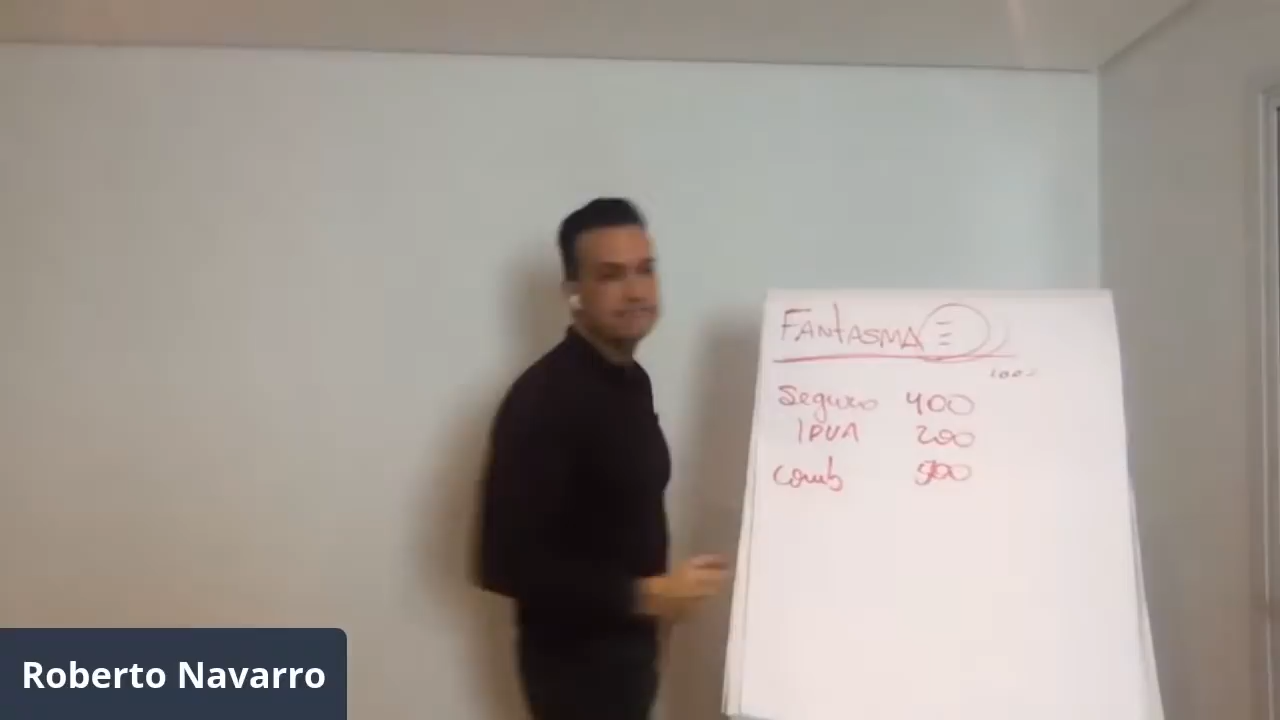 FANTASMA
Seguro 400
IPVA 200
Comb 500
Roberto Navarro